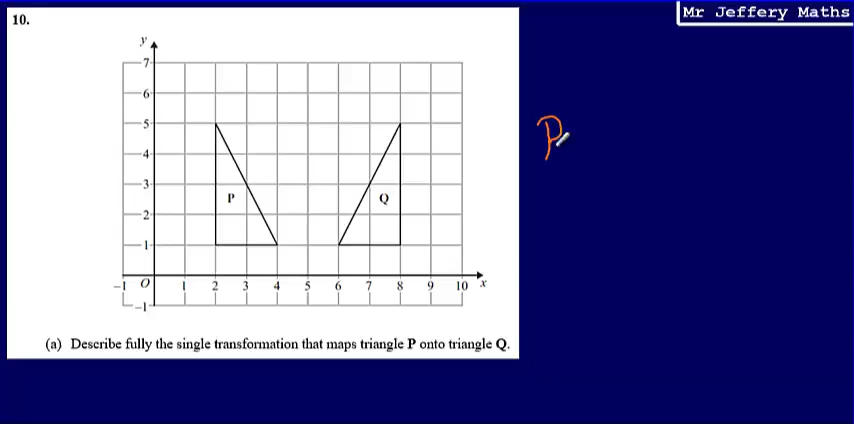 Mr Jeffery Maths
10.
y
7
6
5
4
3
2
1
P
Q
P
-1 O 1 2 3 4 5 6 7 8 9 10 x
-1
(a) Describe fully the single transformation that maps triangle P onto triangle Q.